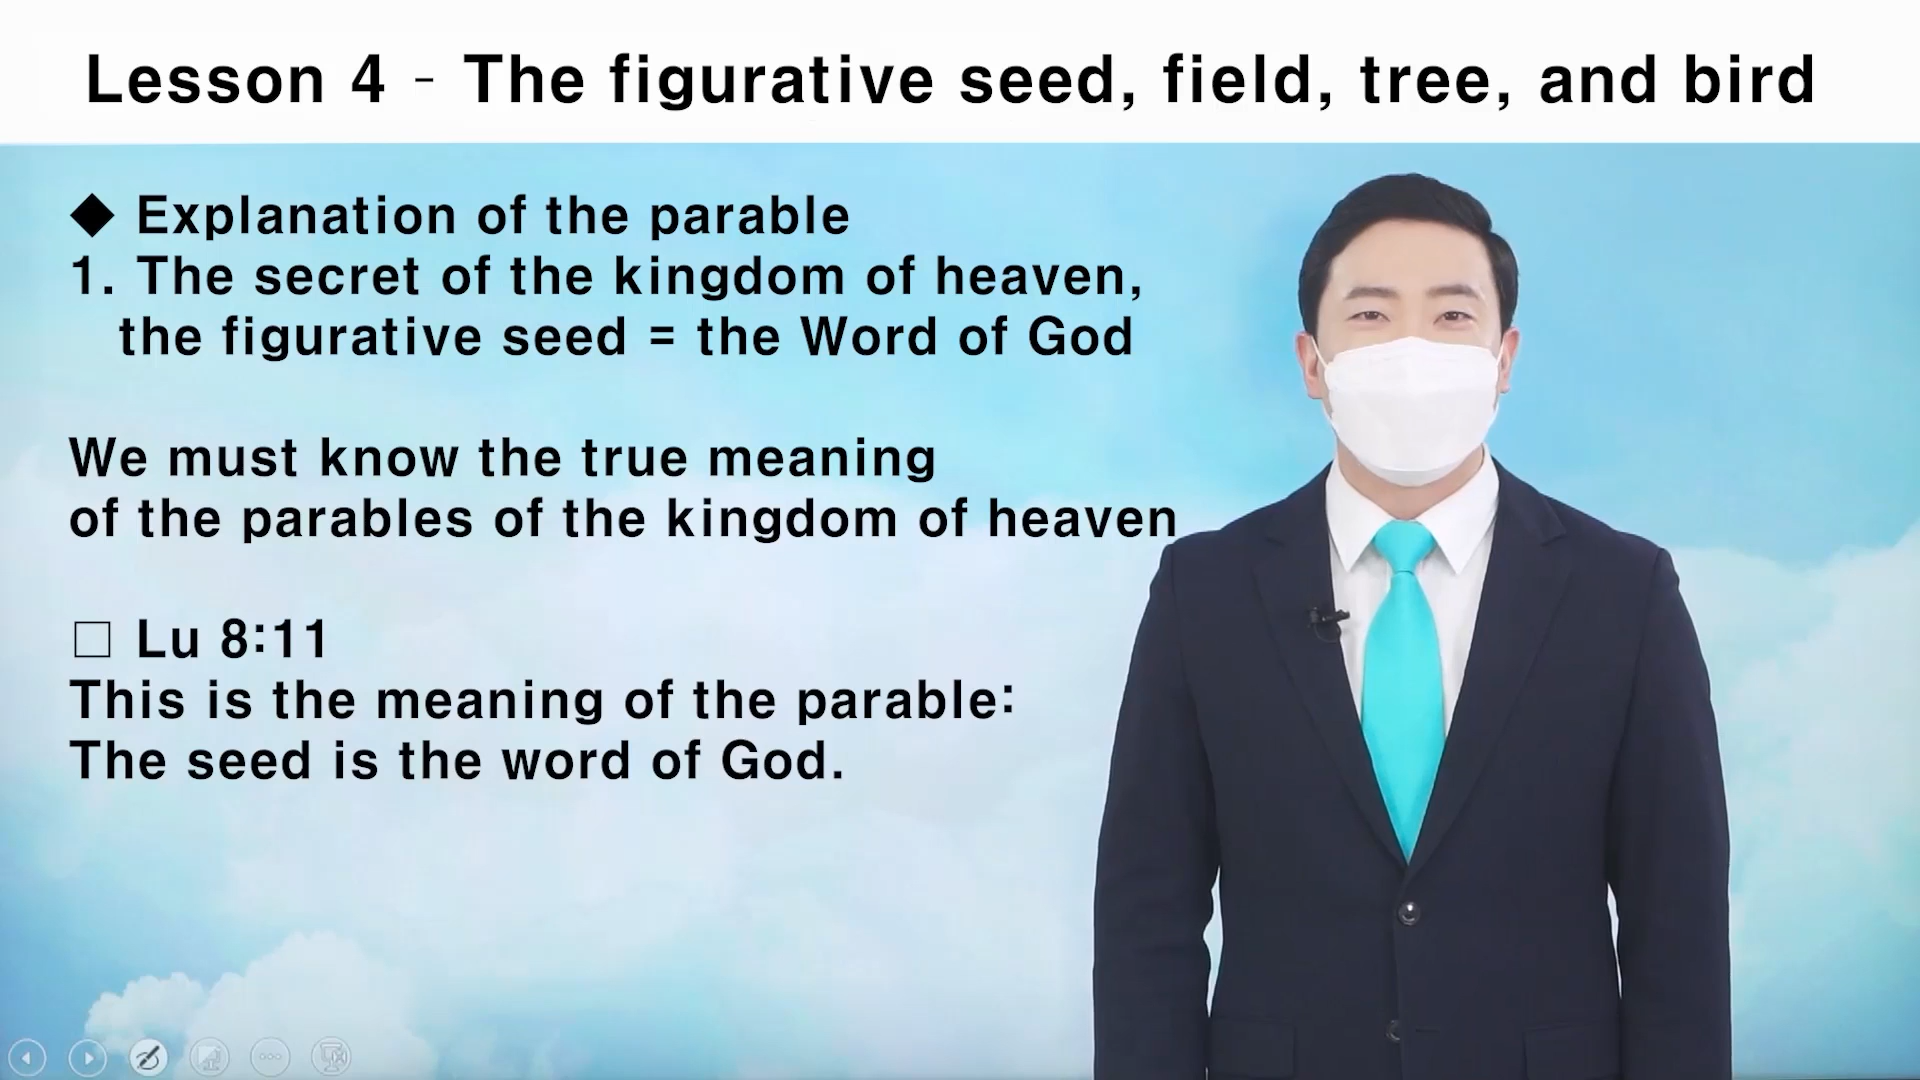 Lesson 4 - The figurative seed, field, tree, and bird
◆ Explanation of the parable
1. The secret of the kingdom of heaven,
the figurative seed = the Word of God
We must know the true meaning
of the parables of the kingdom of heaven
□ Lu 8:11
This is the meaning of the parable:
The seed is the word of God.